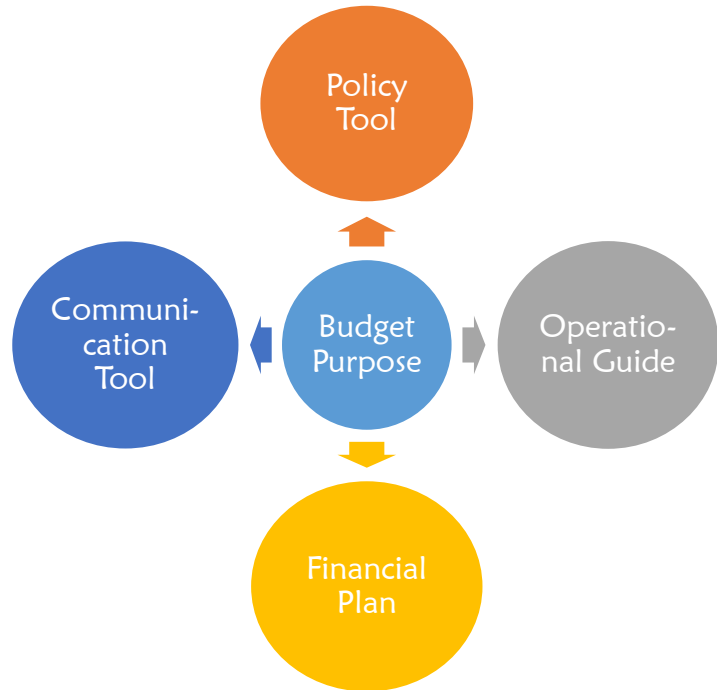 Policy
Tool
Communi-
cation
Tool
Budget
Purpose
Operatio-
nal Guide
Financial
Plan